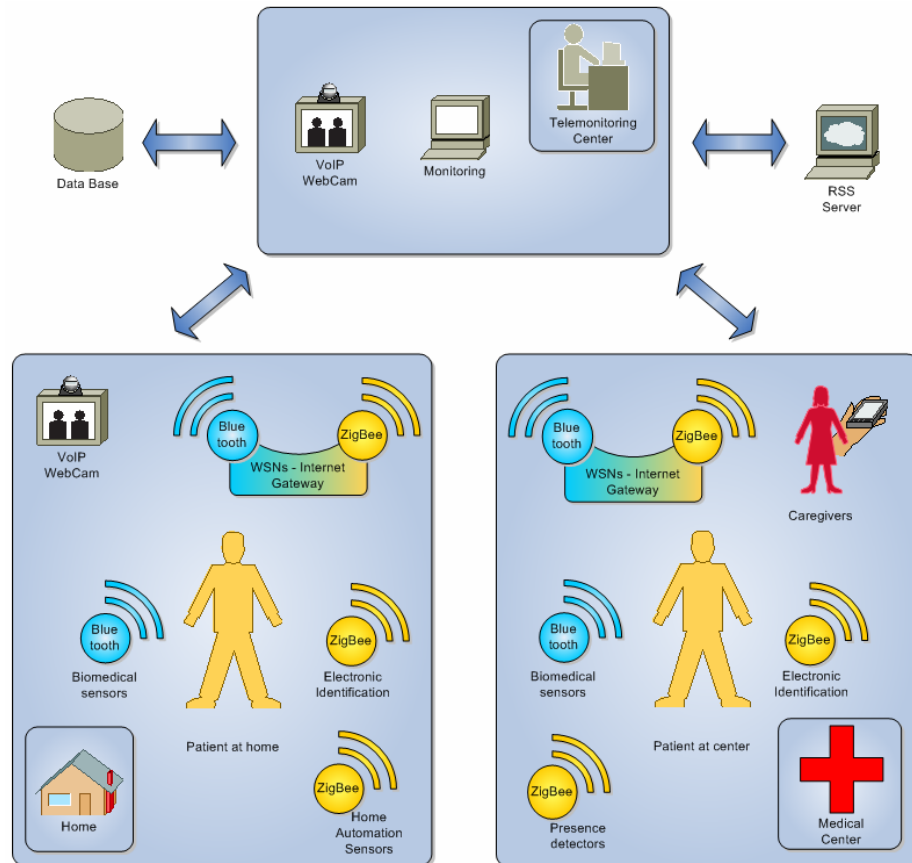 Telemonitoring
Center
VoIP
WebCam
Monitoring
Data Base
RSS
Server
VoIP
WebCam
Blue
tooth
ZigBee
WSNs - Internet
Gateway
Blue
tooth
Biomedical
sensors
ZigBee
Electronic
Identification
Patient at home
Home
ZigBee
Home
Automation
Sensors
Blue
tooth
ZigBee
WSNs - Internet
Gateway
Caregivers
Blue
tooth
Biomedical
sensors
ZigBee
Electronic
Identification
Patient at center
ZigBee
Presence
detectors
Medical
Center